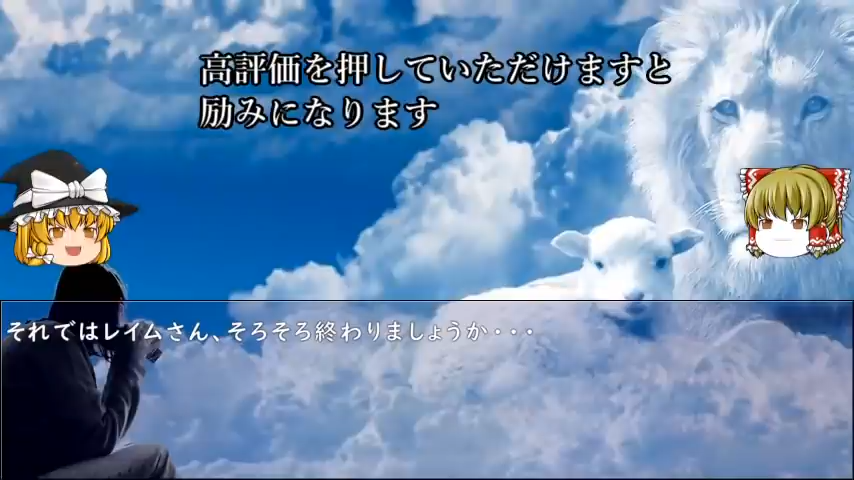 高評価を押していただけますと
励みになります
それではレイムさん、そろそろ終わりましょうか・・・